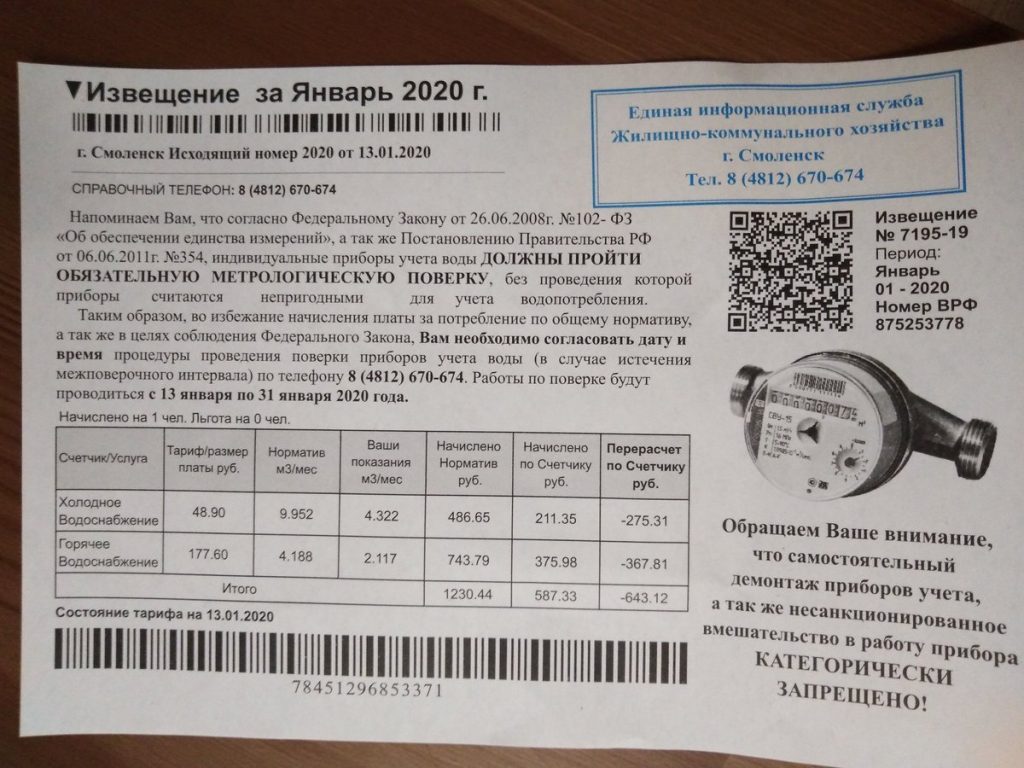 ▼Извещение за Январь 2020 г.
г. Смоленск Исходящий номер 2020 от 13.01.2020
СПРАВОЧНЫЙ ТЕЛЕФОН: 8 (4812) 670-674
Единая информационная служба
Жилищно-коммунального хозяйства
г. Смоленск
Тел. 8 (4812) 670-674
Напоминаем Вам, что согласно Федеральному Закону от 26.06.2008г. №102- ФЗ
«Об обеспечении единства измерений», а так же Постановлению Правительства РФ
от 06.06.2011г. №354, индивидуальные приборы учета воды ДОЛЖНЫ ПРОЙТИ
ОБЯЗАТЕЛЬНУЮ МЕТРОЛОГИЧЕСКУЮ ПОВЕРКУ, без проведения которой
приборы считаются непригодными для учета водопотребления.
Таким образом, во избежание начисления платы за потребление по общему нормативу,
а так же в целях соблюдения Федерального Закона, Вам необходимо согласовать дату и
время процедуры проведения поверки приборов учета воды (в случае истечения
межповерочного интервала) по телефону 8 (4812) 670-674. Работы по поверке будут
проводиться с 13 января по 31 января 2020 года.
Извещение
№ 7195-19
Период:
Январь
01 - 2020
Номер ВРФ
875253778
Начислено на 1 чел. Льгота на 0 чел.
Счетчик/Услуга Тариф/размер платы руб. Норматив м3/мес Ваши показания м3/мес Начислено Норматив руб. Начислено по Счетчику руб. Перерасчет по Счетчику руб.
Холодное Водоснабжение 48.90 9.952 4.322 486.65 211.35 -275.31
Горячее Водоснабжение 177.60 4.188 2.117 743.79 375.98 -367.81
Итого 1230.44 587.33 -643.12
Состояние тарифа на 13.01.2020
78451296853371
СВУ-15
Обращаем Ваше внимание,
что самостоятельный
демонтаж приборов учета,
а так же несанкционированное
вмешательство в работу прибора
КАТЕГОРИЧЕСКИ
ЗАПРЕЩЕНО!